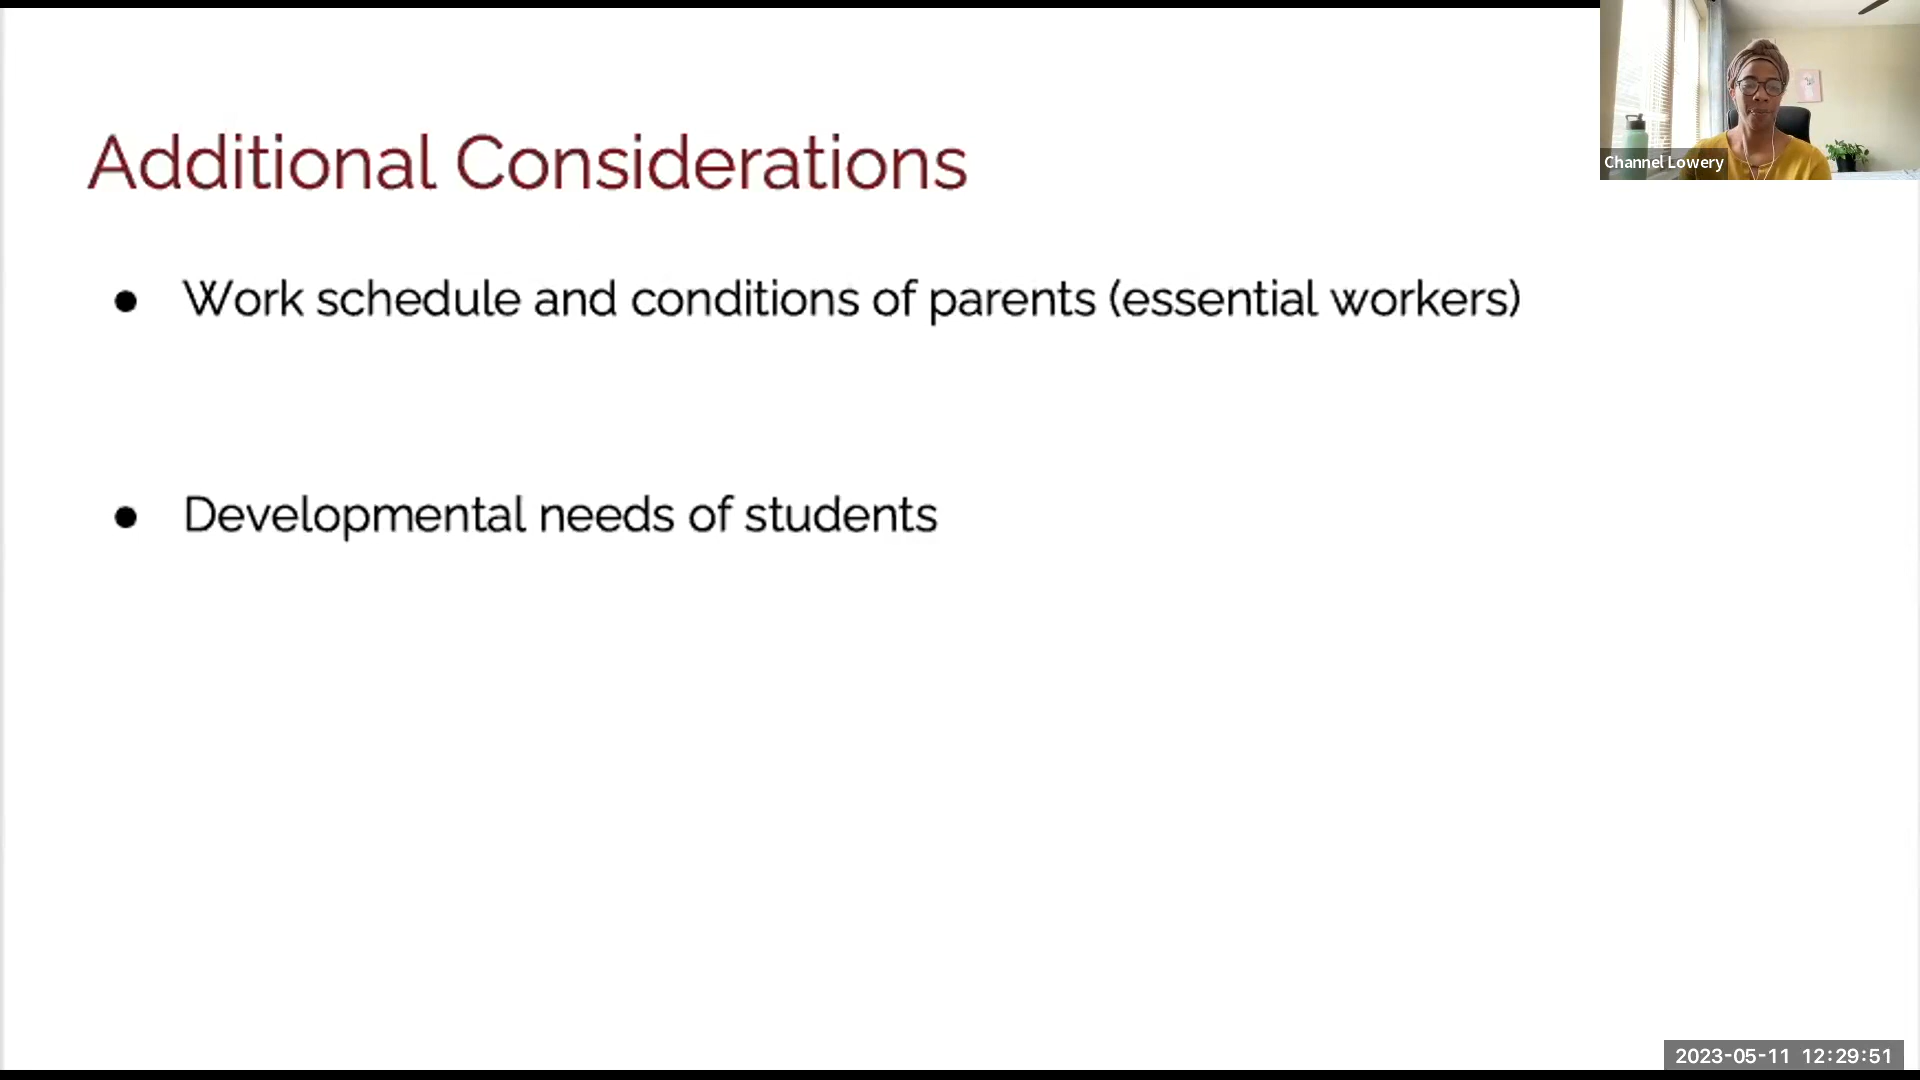 Additional Considerations
● Work schedule and conditions of parents (essential workers)
● Developmental needs of students
Channel Lowery
2023-05-11 12:29:51